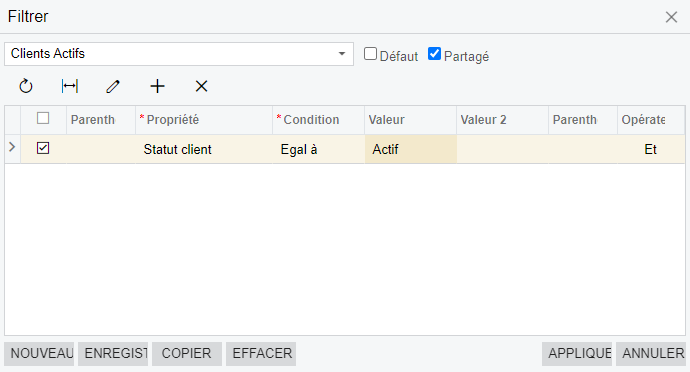 Filtrer
Clients Actifs Défaut Partagé
Parenth * Propriété * Condition Valeur Valeur 2 Parenth Opérate
Statut client Egal à Actif Et
NOUVEAU ENREGIST COPIER EFFACER APPLIQUE ANNULER